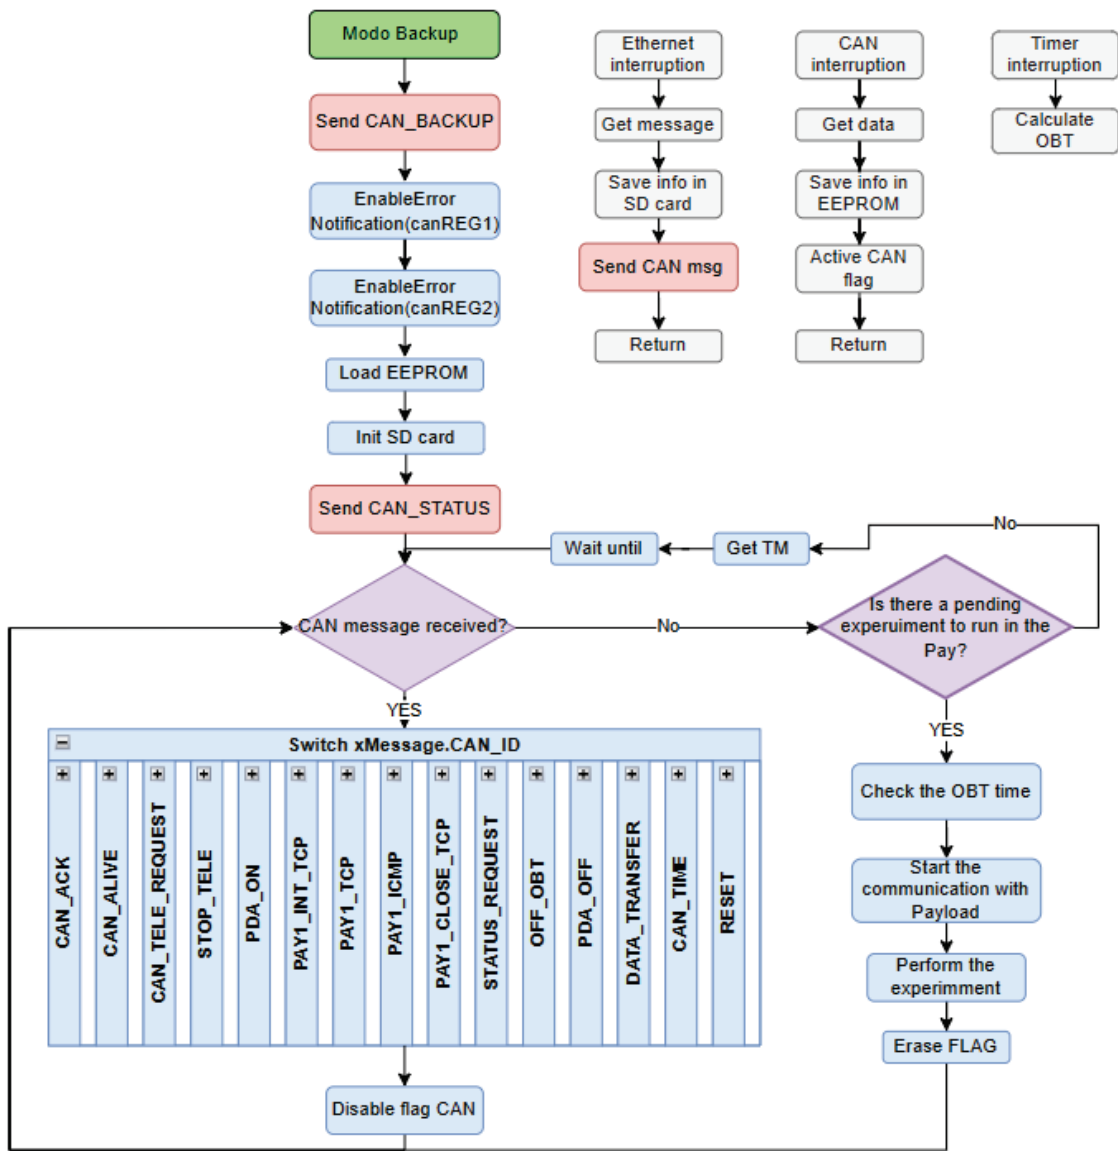 Modo Backup
Send CAN_BACKUP
EnableError
Notification(canREG1)
EnableError
Notification(canREG2)
Load EEPROM
Init SD card
Send CAN_STATUS
Ethernet
interruption
Get message
Save info in
SD card
Send CAN msg
Return
CAN
interruption
Get data
Save info in
EEPROM
Active CAN
flag
Return
Timer
interruption
Calculate
OBT
Wait until
Get TM
No
CAN message received?
No
Is there a pending
experuiment to run in the
Pay?
YES
YES
Switch xMessage.CAN_ID
CAN_ACK
CAN_ALIVE
CAN_TELE_REQUEST
STOP_TELE
PDA_ON
PAY1_INT_TCP
PAY1_TCP
PAY1_ICMP
PAY1_CLOSE_TCP
STATUS_REQUEST
OFF_OBT
PDA_OFF
DATA_TRANSFER
CAN_TIME
RESET
Disable flag CAN
Check the OBT time
Start the
communication with
Payload
Perform the
experimment
Erase FLAG